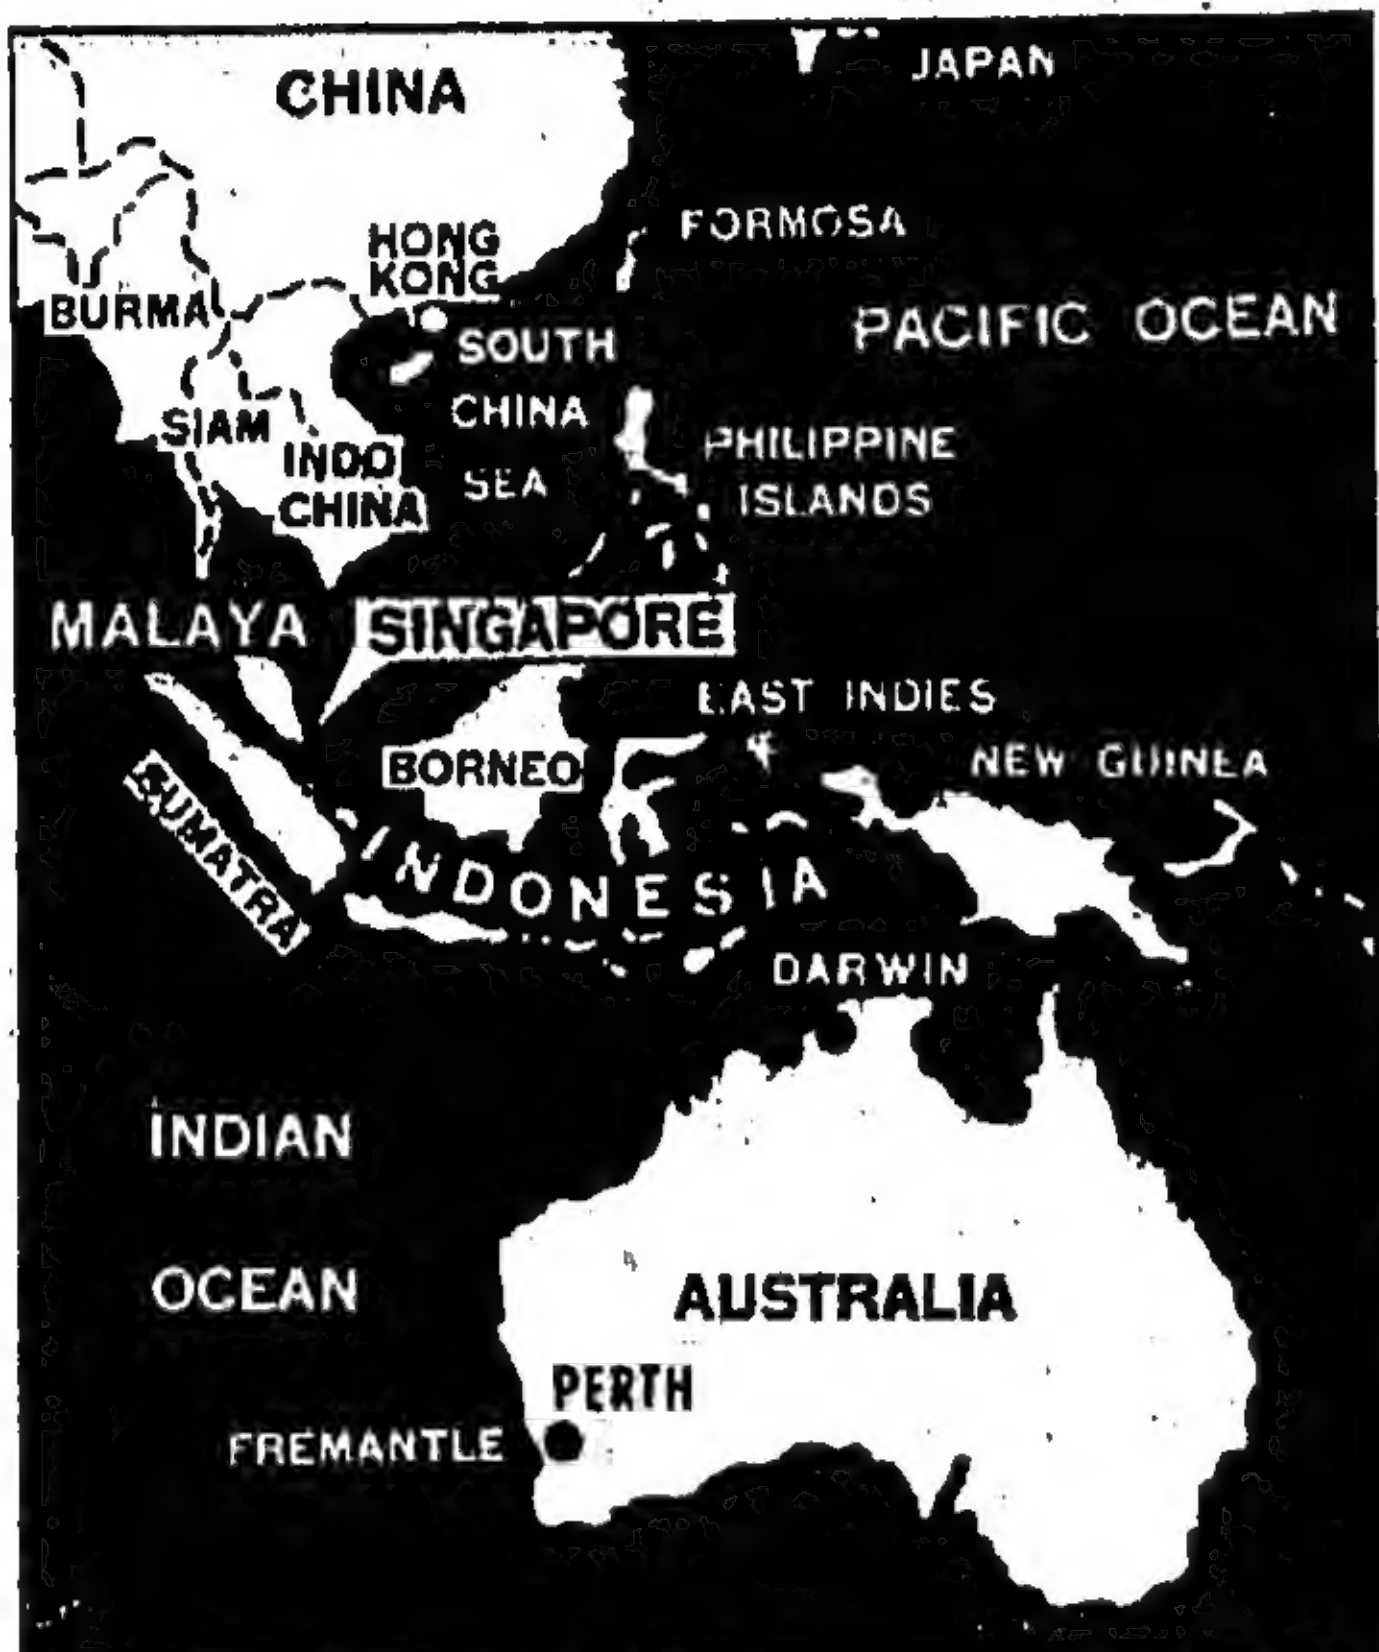 CHINA
JAPAN
HONG
KONG
FORMOSA
BURMA
SOUTH
CHINA
SEA
PACIFIC OCEAN
SIAM
INDO
CHINA
PHILIPPINE
ISLANDS
MALAYA
SINGAPORE
EAST INDIES
BORNEO
NEW GUINEA
SUMATRA
INDONESIA
DARWIN
INDIAN
OCEAN
AUSTRALIA
PERTH
FREMANTLE